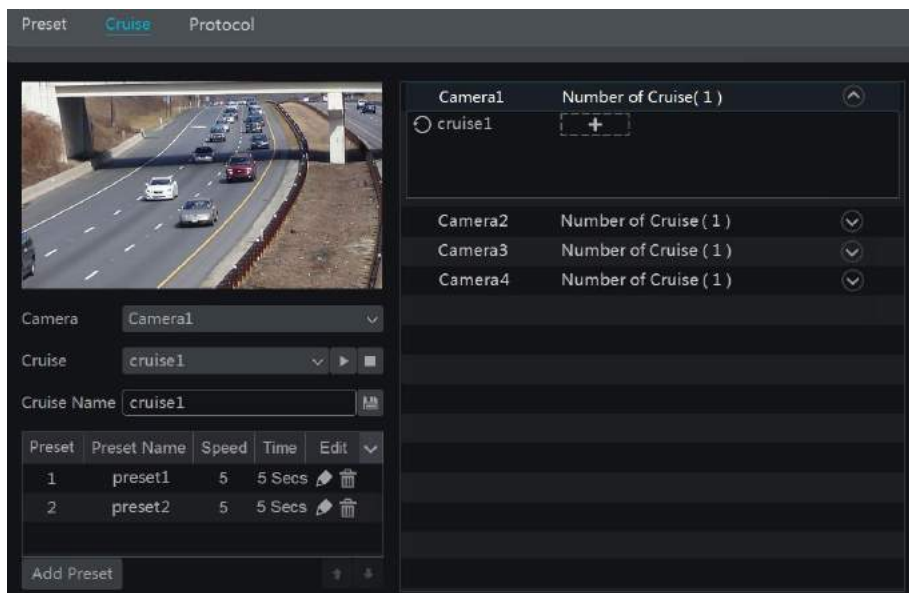 Preset Cruise Protocol
Camera1 Number of Cruise( 1 )
cruise1
Camera2 Number of Cruise ( 1 )
Camera3 Number of Cruise ( 1 )
Camera4 Number of Cruise ( 1 )
Camera Camera1
Cruise cruise1
Cruise Name cruise1
Preset Preset Name Speed Time Edit
1 preset1 5 5 Secs
2 preset2 5 5 Secs
Add Preset